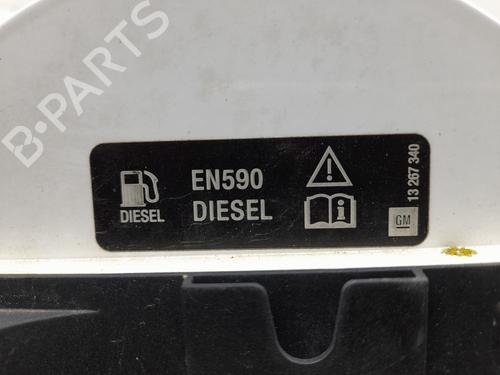 B-PARTS
DIESEL
EN590
DIESEL
i
GM
13 267 340